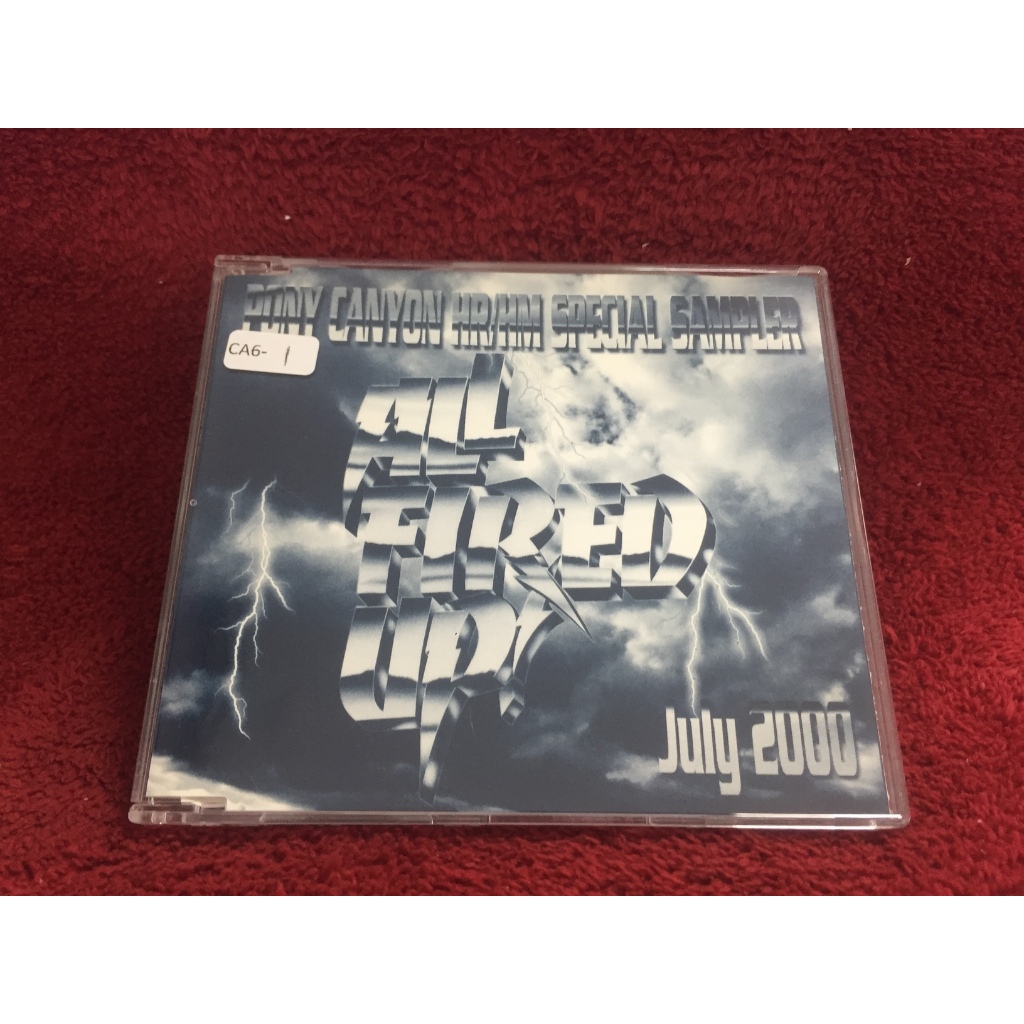 PONY CANYON HR/HM SPECIAL SAMPLER
CA6- 1
ALL
FIRED
UP!
July 2000